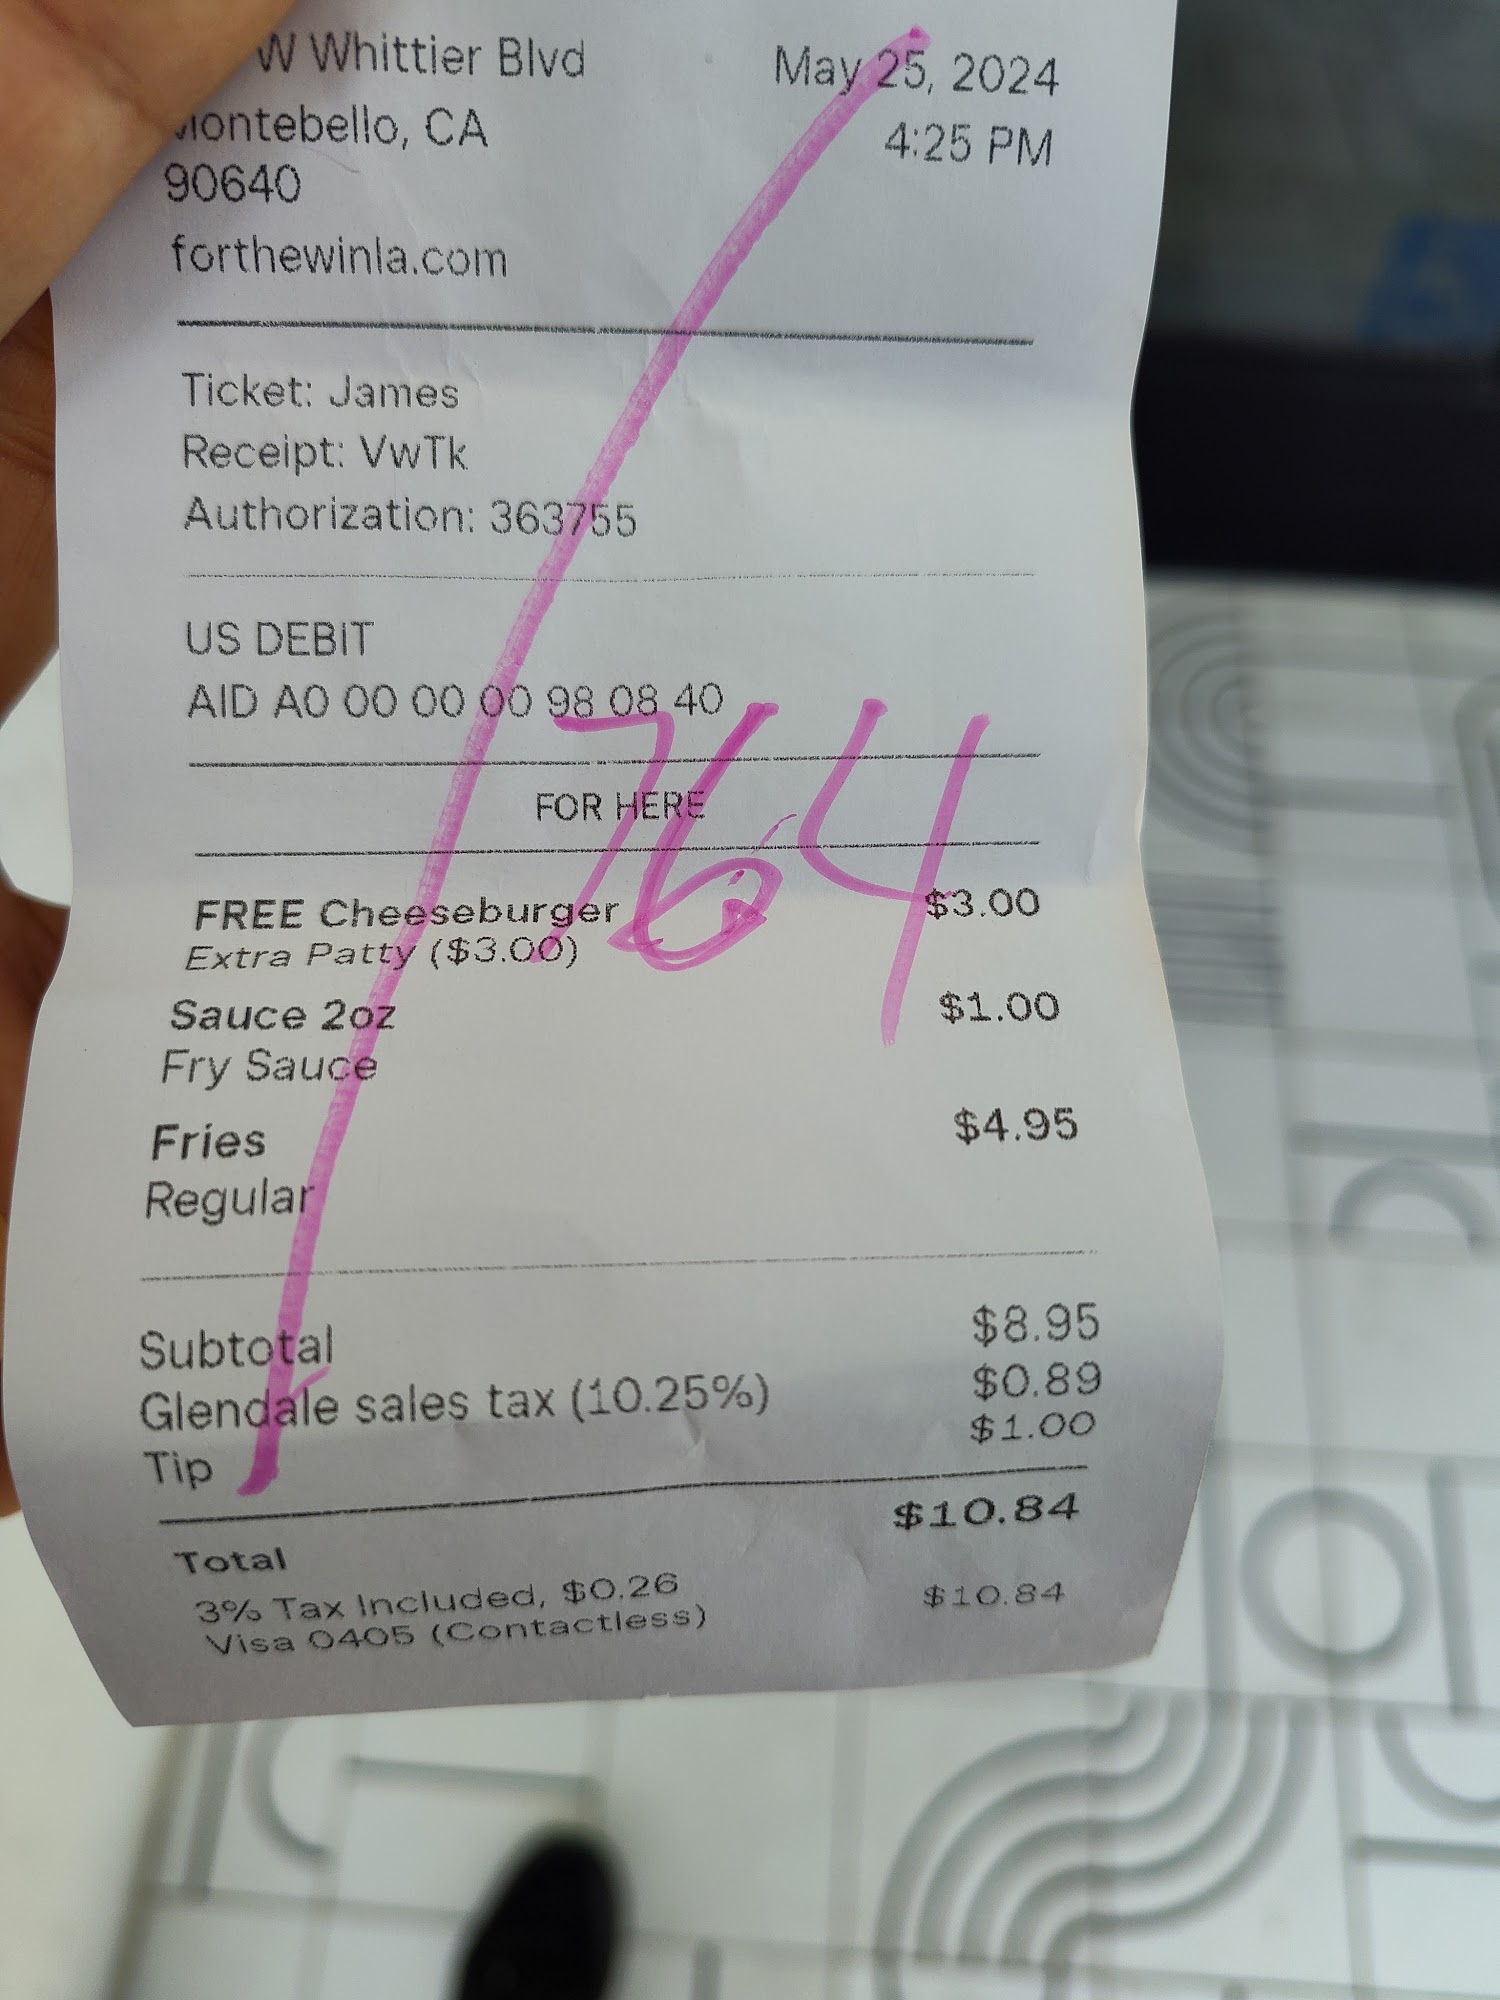 W Whittier Blvd May 25, 2024
Montebello, CA 4:25 PM
90640
forthewinla.com
Ticket: James
Receipt: VwTk
Authorization: 363755
US DEBIT
AID A0 00 00 00 98 08 40
764
FOR HERE
FREE Cheeseburger $3.00
Extra Patty ($3.00)
Sauce 2oz $1.00
Fry Sauce
Fries $4.95
Regular
Subtotal $8.95
Glendale sales tax (10.25%) $0.89
Tip $1.00
Total $10.84
3% Tax Included, $0.26
Visa 0405 (Contactless) $10.84